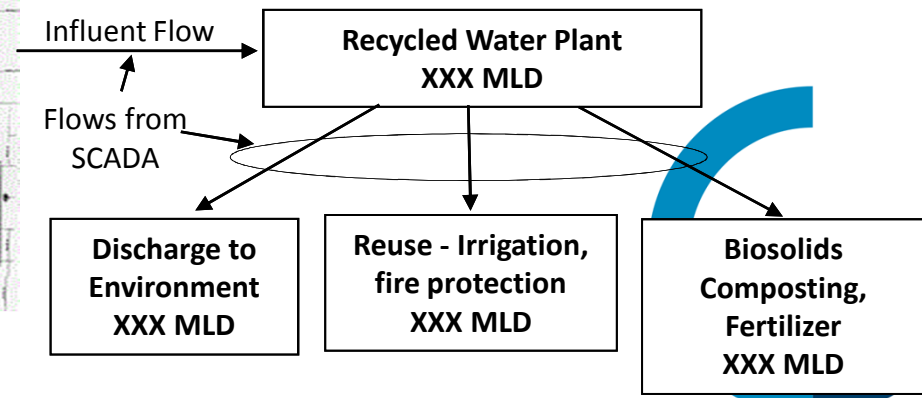 Influent Flow
Recycled Water Plant
XXX MLD
Flows from
SCADA
Discharge to
Environment
XXX MLD
Reuse - Irrigation,
fire protection
XXX MLD
Biosolids
Composting,
Fertilizer
XXX MLD